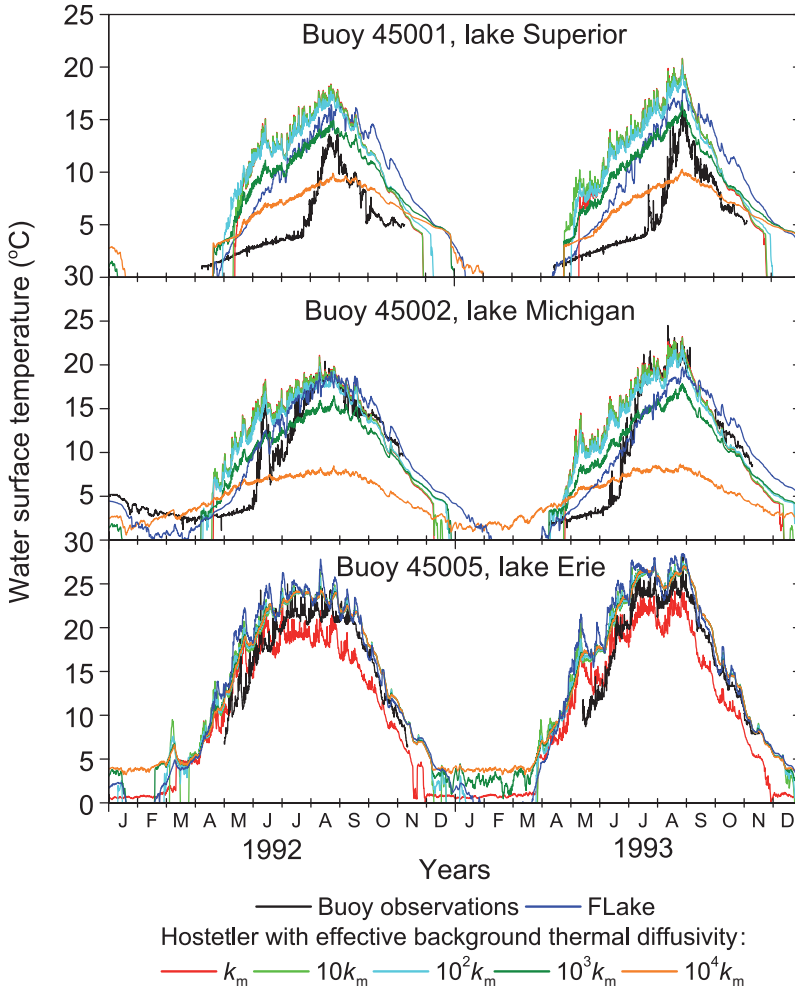 Buoy 45001, lake Superior
25
20
15
10
5
30
Buoy 45002, lake Michigan
25
20
15
10
5
30
Buoy 45005, lake Erie
25
20
15
10
5
0
Water surface temperature (°C)
J F M A M J J A S O N D J F M A M J J A S O N D
1992 1993
Years
Buoy observations FLake
Hostetler with effective background thermal diffusivity:
kₘ 10kₘ 10²kₘ 10³kₘ 10⁴kₘ